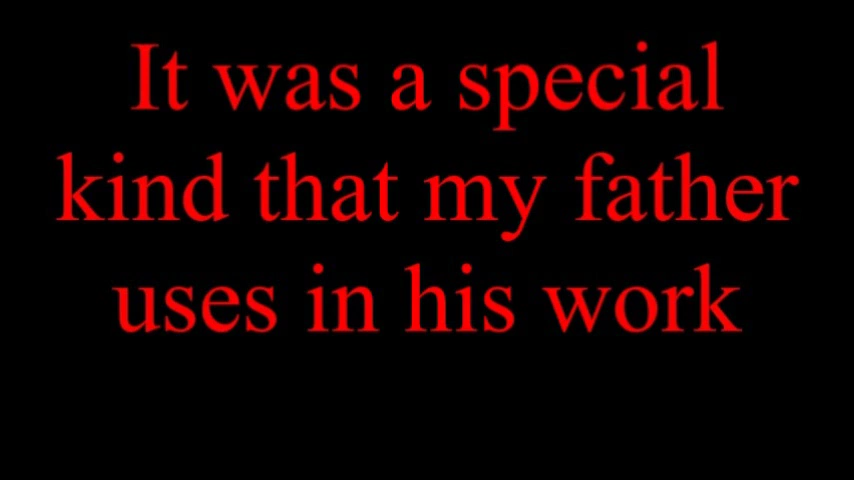 It was a special
kind that my father
uses in his work